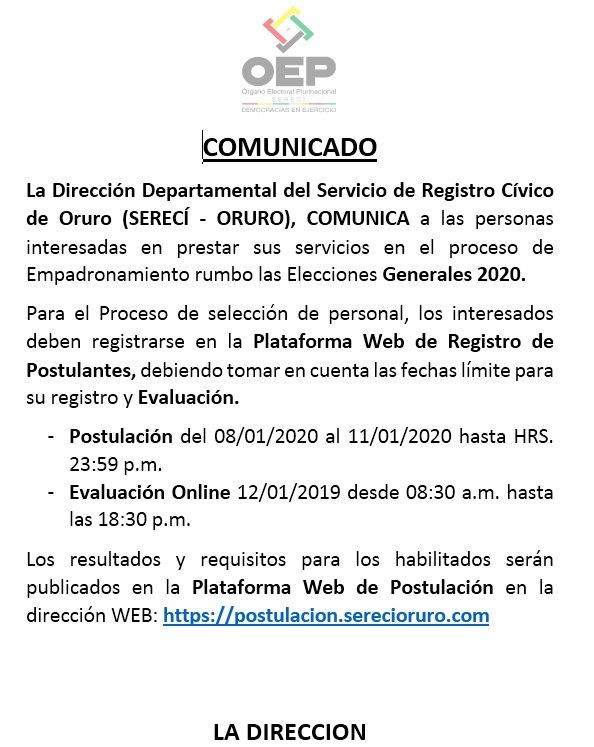 OEP
Órgano Electoral Plurinacional
SERECÍ
DEMOCRACIAS EN EJERCICIO
COMUNICADO
La Dirección Departamental del Servicio de Registro Cívico
de Oruro (SERECÍ - ORURO), COMUNICA a las personas
interesadas en prestar sus servicios en el proceso de
Empadronamiento rumbo las Elecciones Generales 2020.
Para el Proceso de selección de personal, los interesados
deben registrarse en la Plataforma Web de Registro de
Postulantes, debiendo tomar en cuenta las fechas límite para
su registro y Evaluación.
- Postulación del 08/01/2020 al 11/01/2020 hasta HRS.
23:59 p.m.
- Evaluación Online 12/01/2019 desde 08:30 a.m. hasta
las 18:30 p.m.
Los resultados y requisitos para los habilitados serán
publicados en la Plataforma Web de Postulación en la
dirección WEB: https://postulacion.serecioruro.com
LA DIRECCION